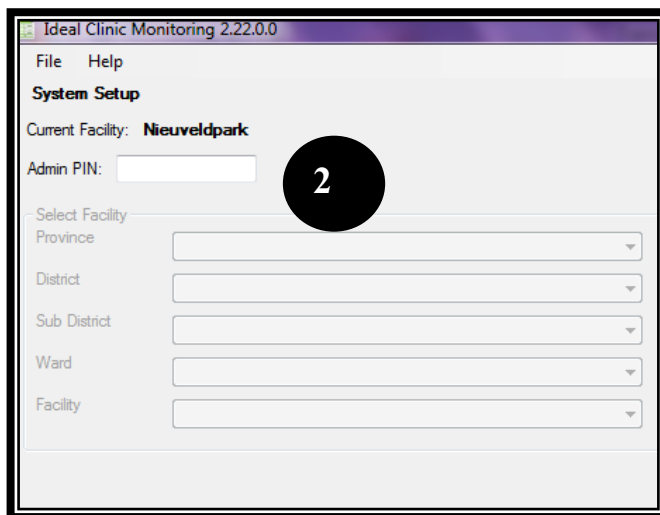 Ideal Clinic Monitoring 2.22.0.0
File Help
System Setup
Current Facility: Nieuveldpark
Admin PIN:
2
Select Facility
Province
District
Sub District
Ward
Facility